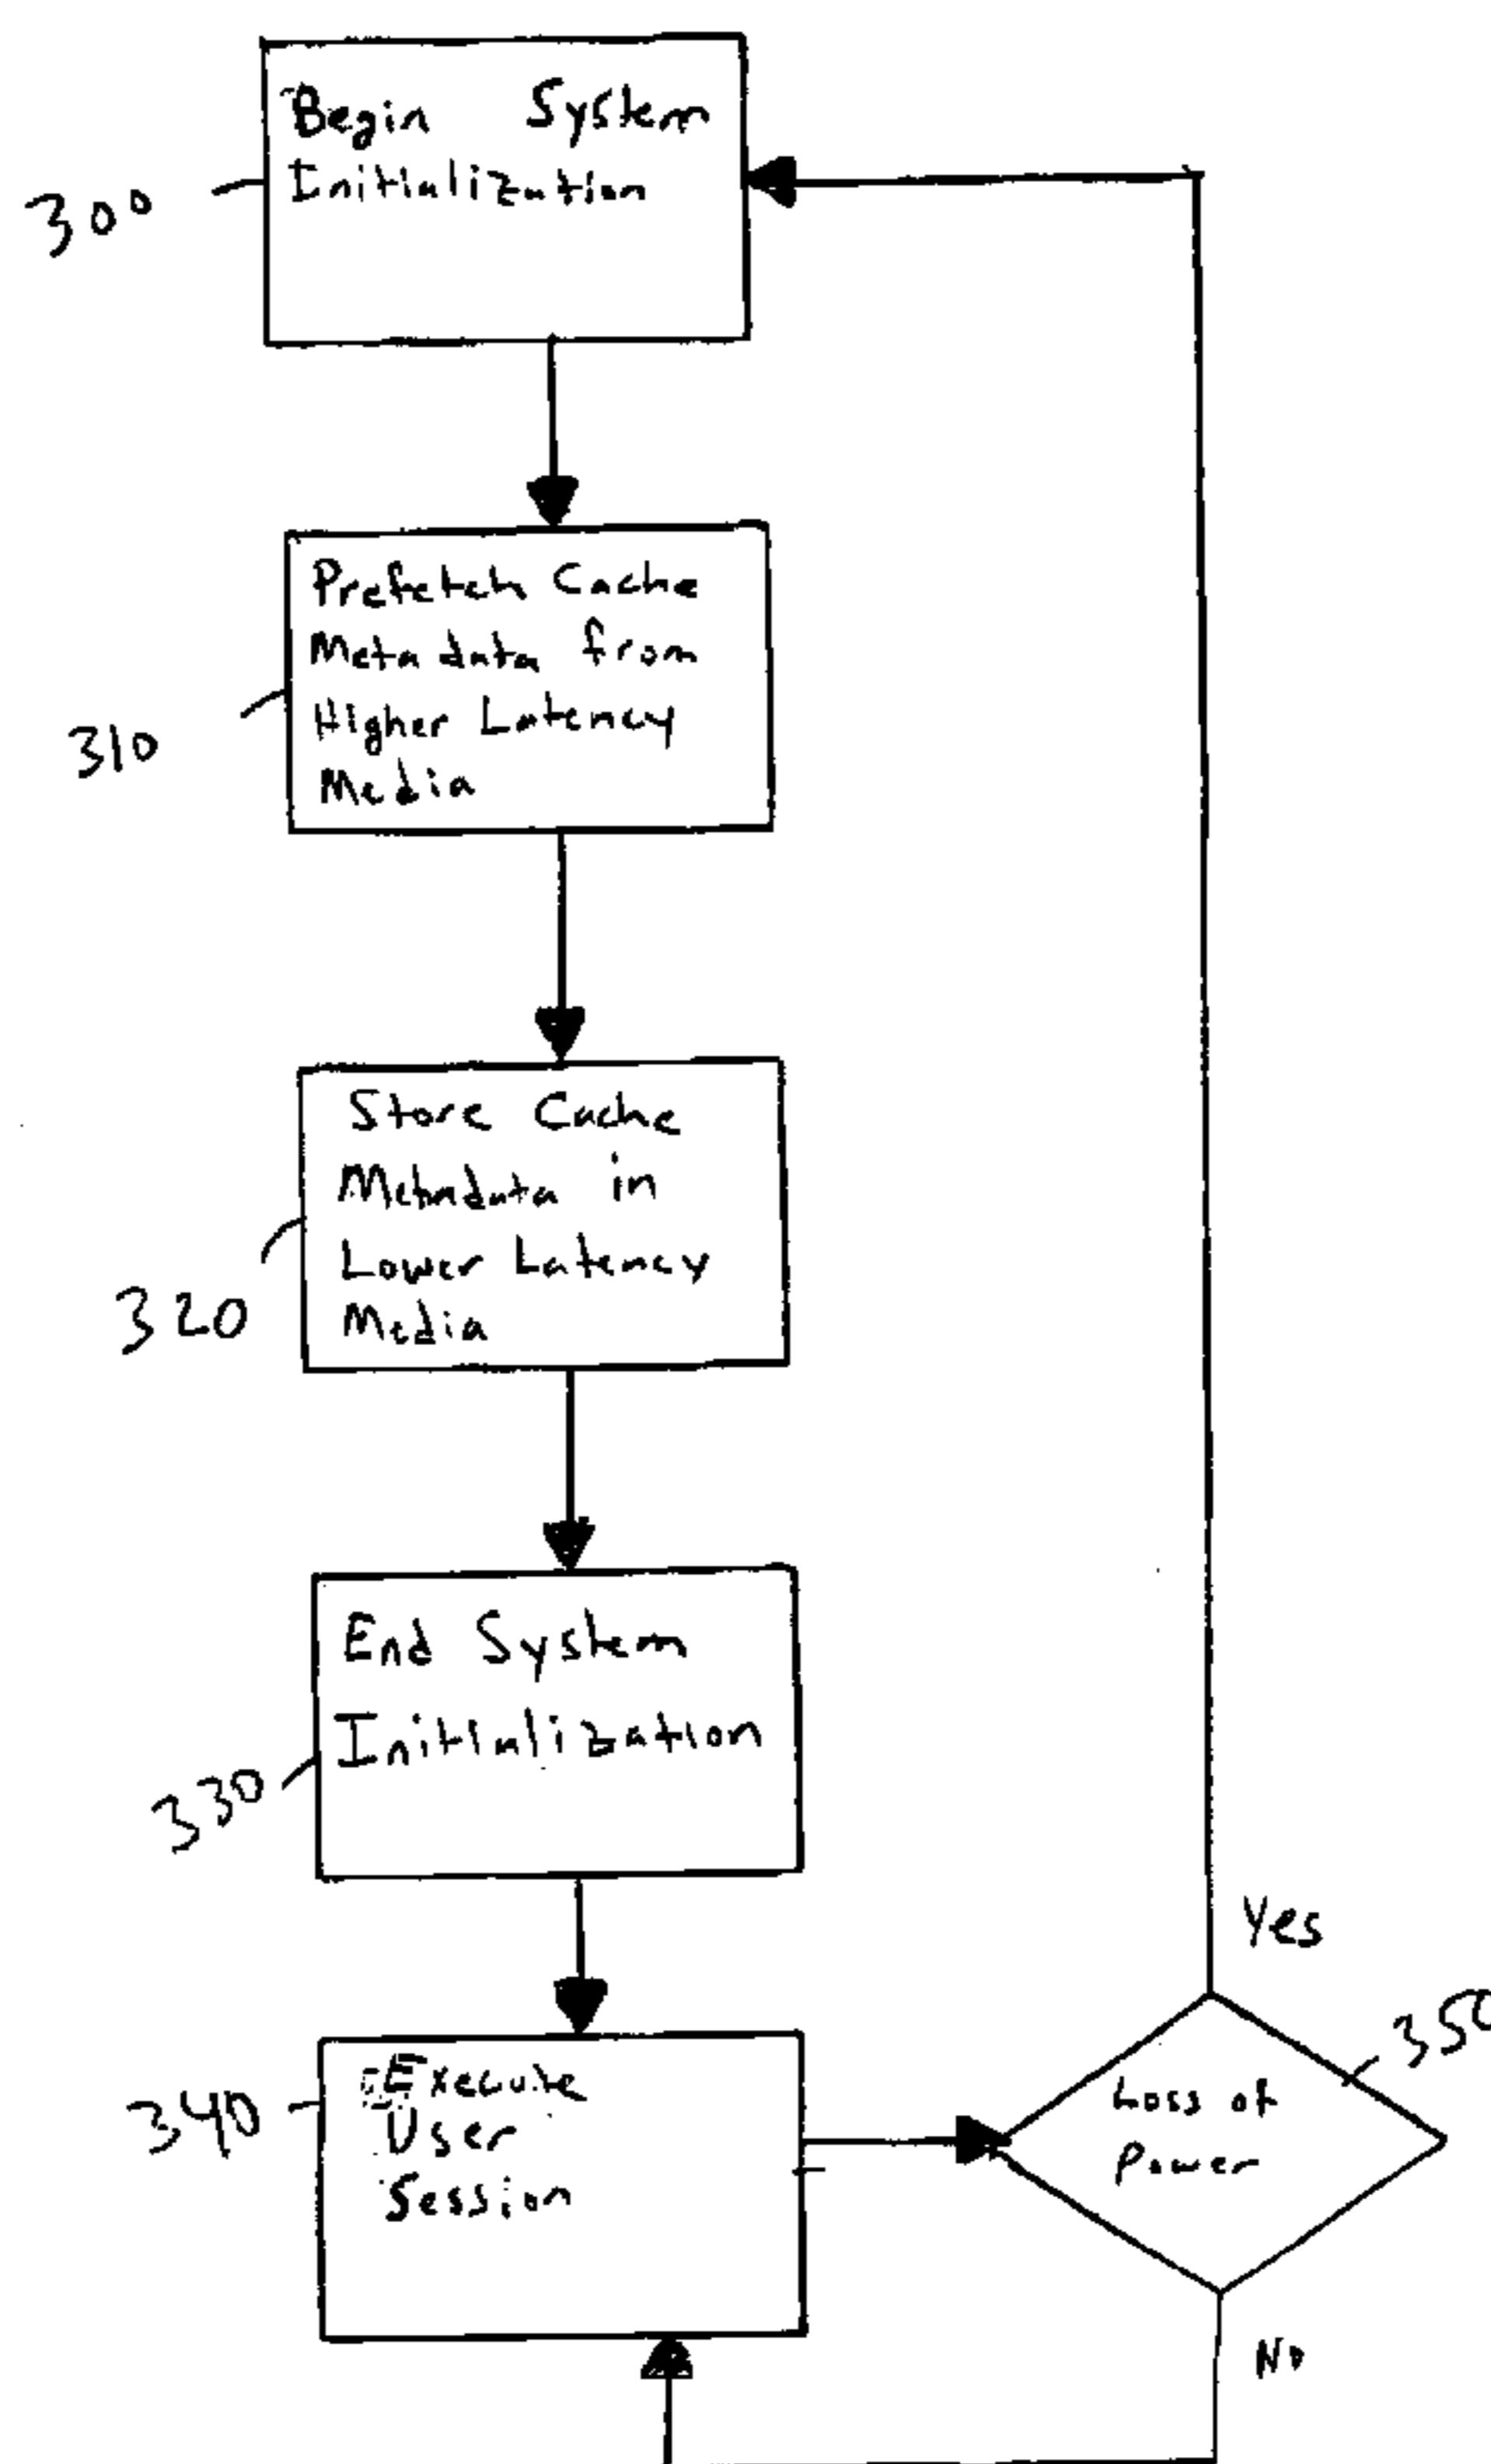 Begin System
Initialization
300
Prefetch Cache
Metadata from
Higher Latency
Media
310
Store Cache
Metadata in
Lower Latency
Media
320
End System
Initialization
330
Yes
350
Execute
User
Session
340
Loss of
Power
No